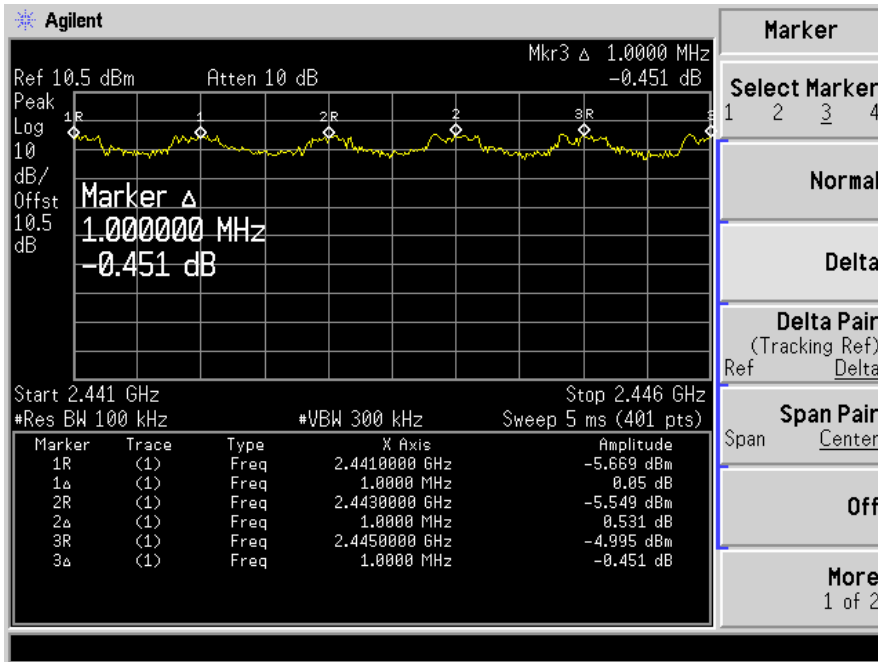 Agilent
Mkr3 Δ 1.0000 MHz
Ref 10.5 dBm Atten 10 dB -0.451 dB
Peak
Log
10
dB/
Offst
10.5
dB
1R 1 2R 2 3R 3
Marker Δ
1.000000 MHz
-0.451 dB
Start 2.441 GHz Stop 2.446 GHz
#Res BW 100 kHz #VBW 300 kHz Sweep 5 ms (401 pts)
Marker Trace Type X Axis Amplitude
1R (1) Freq 2.4410000 GHz -5.669 dBm
1Δ (1) Freq 1.0000 MHz 0.05 dB
2R (1) Freq 2.4430000 GHz -5.549 dBm
2Δ (1) Freq 1.0000 MHz 0.531 dB
3R (1) Freq 2.4450000 GHz -4.995 dBm
3Δ (1) Freq 1.0000 MHz -0.451 dB
Marker
Select Marker
1 2 3 4
Normal
Delta
Delta Pair
(Tracking Ref)
Ref Delta
Span Pair
Span Center
Off
More
1 of 2